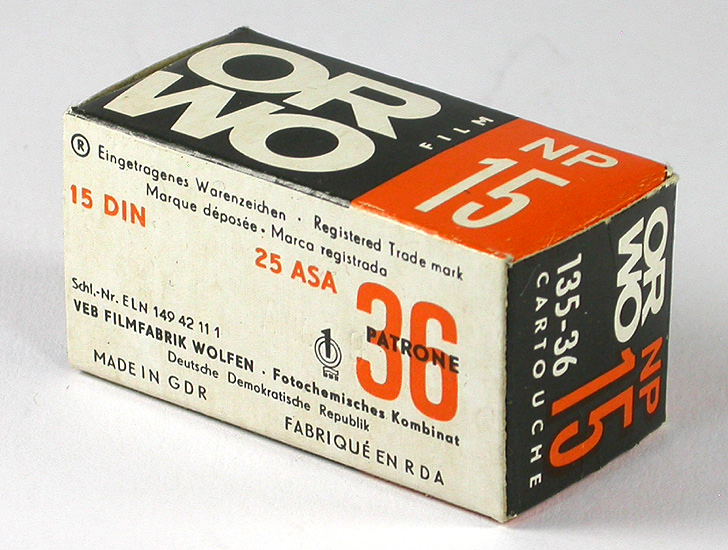 OR
WO
FILM
NP
15
® Eingetragenes Warenzeichen · Registered Trade mark
Marque déposée · Marca registrada
15 DIN
25 ASA
36
PATRONE
Schl.-Nr. ELN 149 42 11 1
VEB FILMFABRIK WOLFEN · Fotochemisches Kombinat
Deutsche Demokratische Republik
MADE IN GDR
FABRIQUÉ EN RDA
1
OR
WO
NP
15
135-36
CARTOUCHE